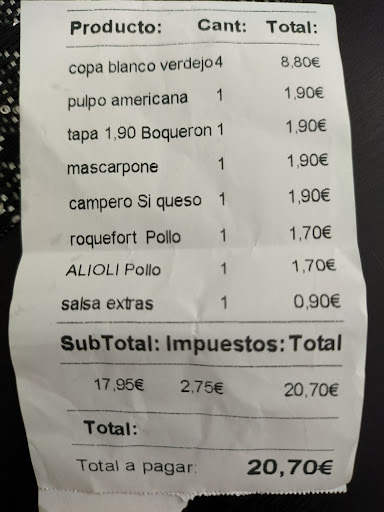 Producto: Cant: Total:
copa blanco verdejo 4 8,80€
pulpo americana 1 1,90€
tapa 1,90 Boqueron 1 1,90€
mascarpone 1 1,90€
campero Si queso 1 1,90€
roquefort Pollo 1 1,70€
ALIOLI Pollo 1 1,70€
salsa extras 1 0,90€
SubTotal: Impuestos: Total
17,95€ 2,75€ 20,70€
Total:
Total a pagar: 20,70€